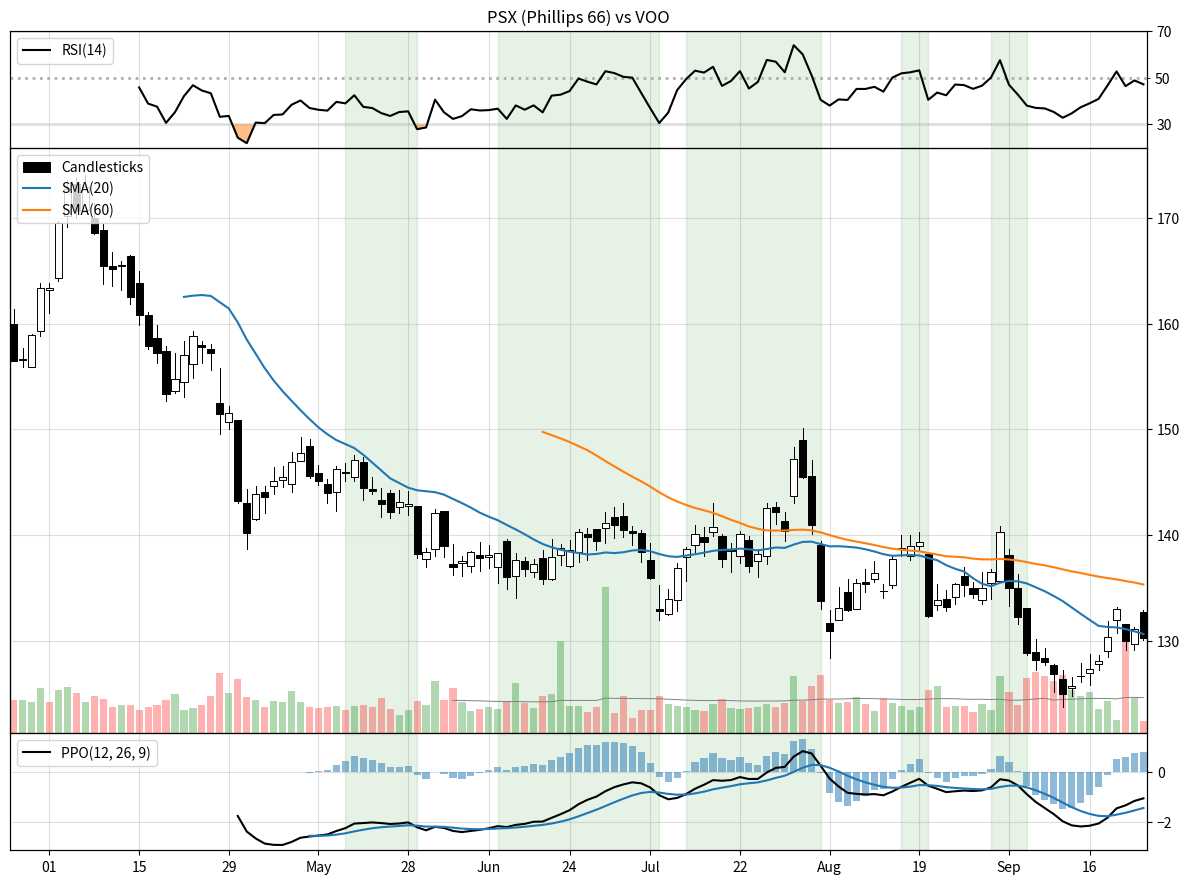 PSX (Phillips 66) vs VOO
RSI(14)
70
50
30
Candlesticks
SMA(20)
SMA(60)
170
160
150
140
130
PPO(12, 26, 9)
0
−2
01 15 29 May 28 Jun 24 Jul 22 Aug 19 Sep 16